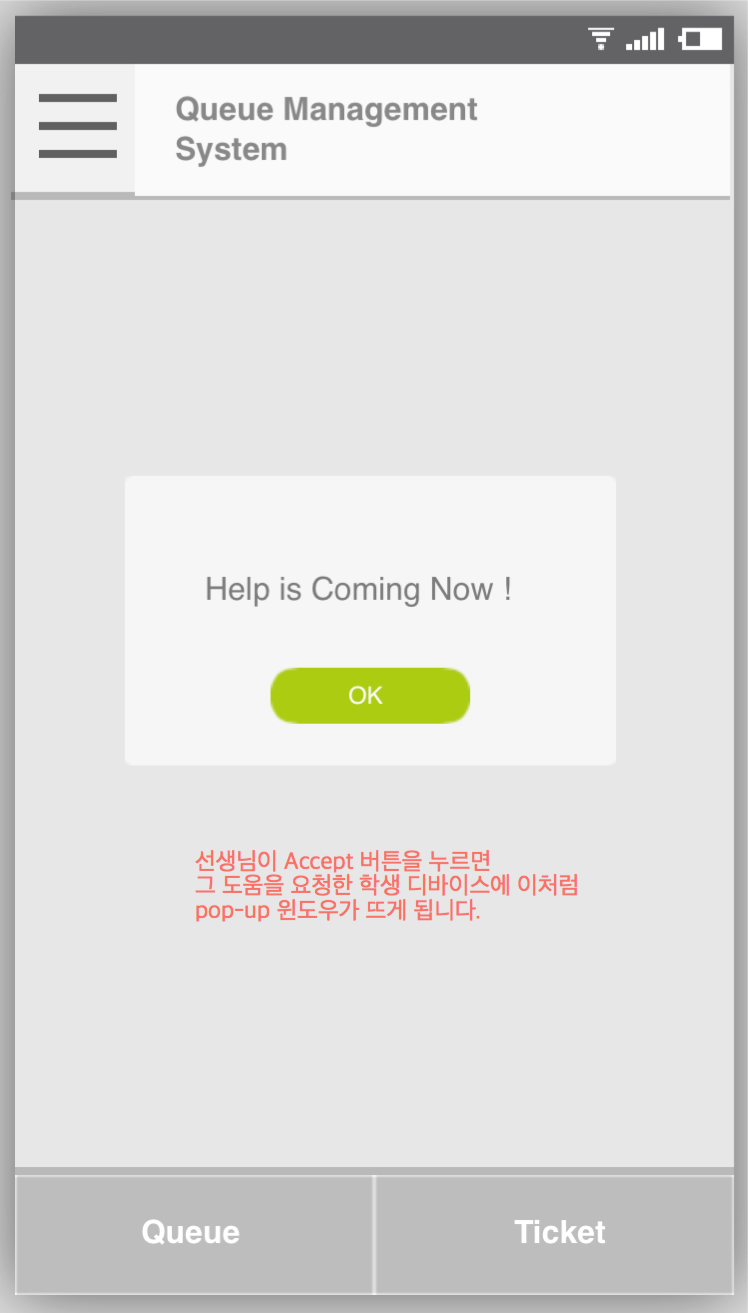 Queue Management
System
Help is Coming Now !
OK
선생님이 Accept 버튼을 누르면
그 도움을 요청한 학생 디바이스에 이처럼
pop-up 윈도우가 뜨게 됩니다.
Queue
Ticket